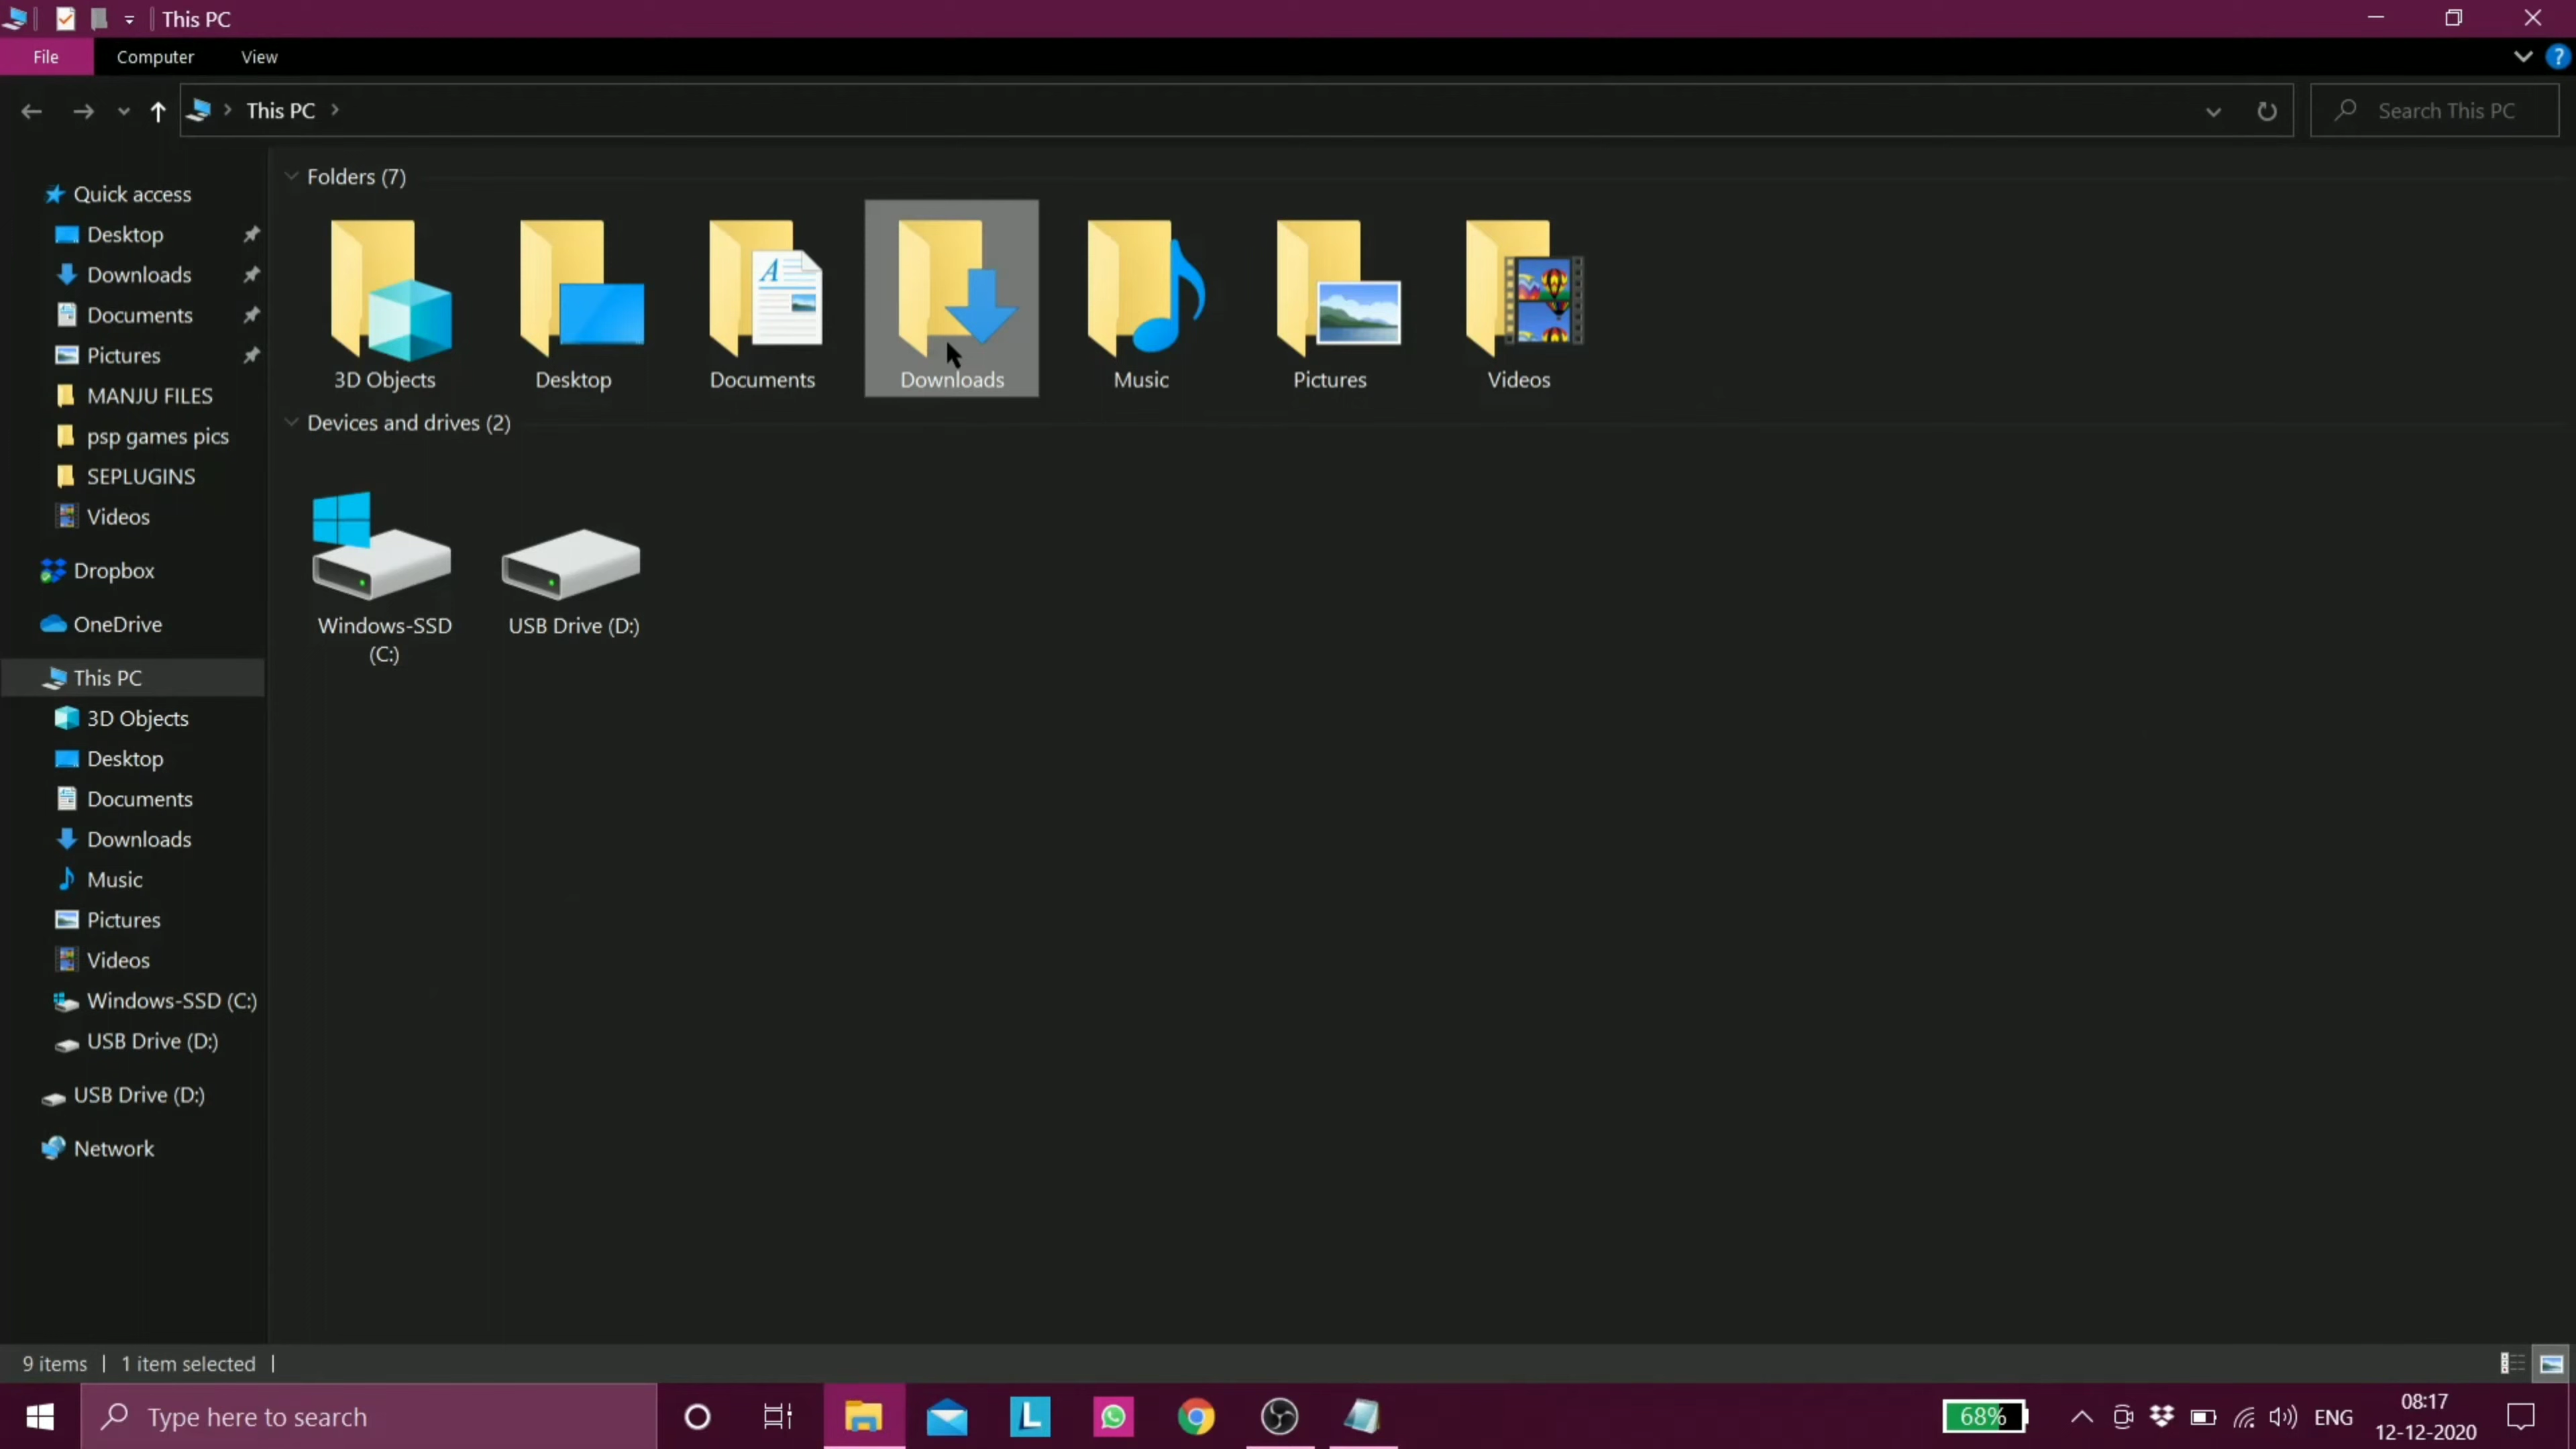 This PC
File
Computer
View
This PC
Search This PC
Quick access
Desktop
Downloads
Documents
Pictures
MANJU FILES
psp games pics
SEPLUGINS
Videos
Dropbox
OneDrive
This PC
3D Objects
Desktop
Documents
Downloads
Music
Pictures
Videos
Windows-SSD (C:)
USB Drive (D:)
USB Drive (D:)
Network
Folders (7)
3D Objects
Desktop
Documents
Downloads
Music
Pictures
Videos
Devices and drives (2)
Windows-SSD
(C:)
USB Drive (D:)
9 items
1 item selected
Type here to search
L
68%
ENG
08:17
12-12-2020